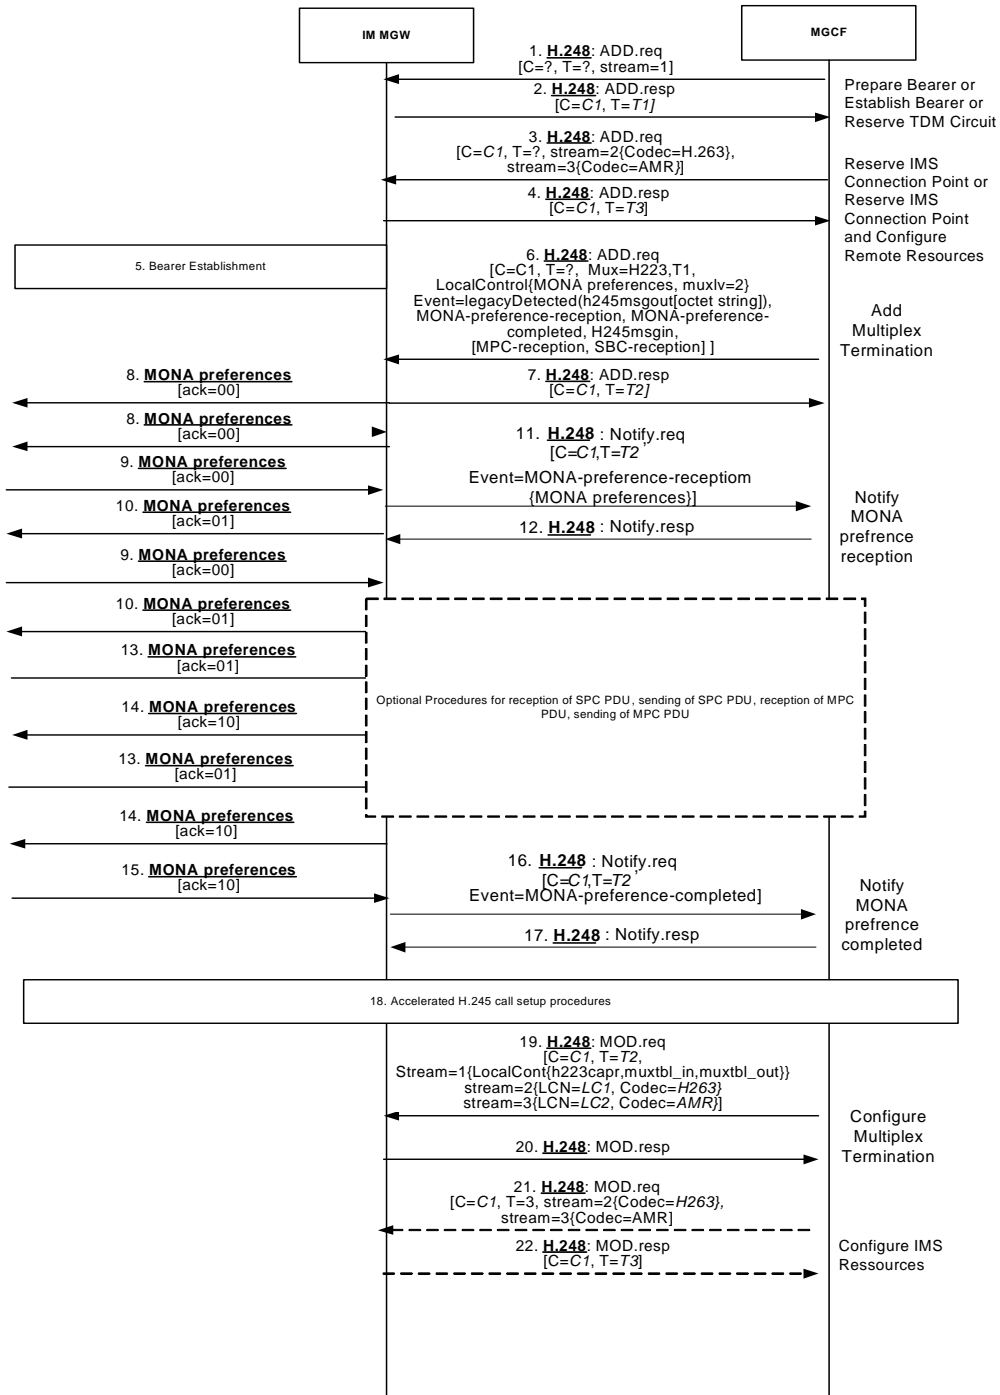 IM MGW
MGCF
1. H.248: ADD.req
[C=?, T=?, stream=1]
2. H.248: ADD.resp
[C=C1, T=T1]
Prepare Bearer or
Establish Bearer or
Reserve TDM Circuit
3. H.248: ADD.req
[C=C1, T=?, stream=2{Codec=H.263},
stream=3{Codec=AMR}]
4. H.248: ADD.resp
[C=C1, T=T3]
Reserve IMS
Connection Point or
Reserve IMS
Connection Point
and Configure
Remote Resources
5. Bearer Establishment
6. H.248: ADD.req
[C=C1, T=?, Mux=H223,T1,
LocalControl{MONA preferences, muxlv=2}
Event=legacyDetected(h245msgout[octet string]),
MONA-preference-reception, MONA-preference-
completed, H245msgin,
[MPC-reception, SBC-reception] ]
Add
Multiplex
Termination
8. MONA preferences
[ack=00]
7. H.248: ADD.resp
[C=C1, T=T2]
8. MONA preferences
[ack=00]
11. H.248 : Notify.req
[C=C1,T=T2,
Event=MONA-preference-receptiom
{MONA preferences}]
9. MONA preferences
[ack=00]
10. MONA preferences
[ack=01]
12. H.248 : Notify.resp
Notify
MONA
prefrence
reception
9. MONA preferences
[ack=00]
10. MONA preferences
[ack=01]
13. MONA preferences
[ack=01]
Optional Procedures for reception of SPC PDU, sending of SPC PDU, reception of MPC
PDU, sending of MPC PDU
14. MONA preferences
[ack=10]
13. MONA preferences
[ack=01]
14. MONA preferences
[ack=10]
15. MONA preferences
[ack=10]
16. H.248 : Notify.req
[C=C1,T=T2,
Event=MONA-preference-completed]
17. H.248 : Notify.resp
Notify
MONA
prefrence
completed
18. Accelerated H.245 call setup procedures
19. H.248: MOD.req
[C=C1, T=T2,
Stream=1{LocalCont{h223capr,muxtbl_in,muxtbl_out}}
stream=2{LCN=LC1, Codec=H263}
stream=3{LCN=LC2, Codec=AMR}]
20. H.248: MOD.resp
Configure
Multiplex
Termination
21. H.248: MOD.req
[C=C1, T=3, stream=2{Codec=H263},
stream=3{Codec=AMR]
22. H.248: MOD.resp
[C=C1, T=T3]
Configure IMS
Ressources